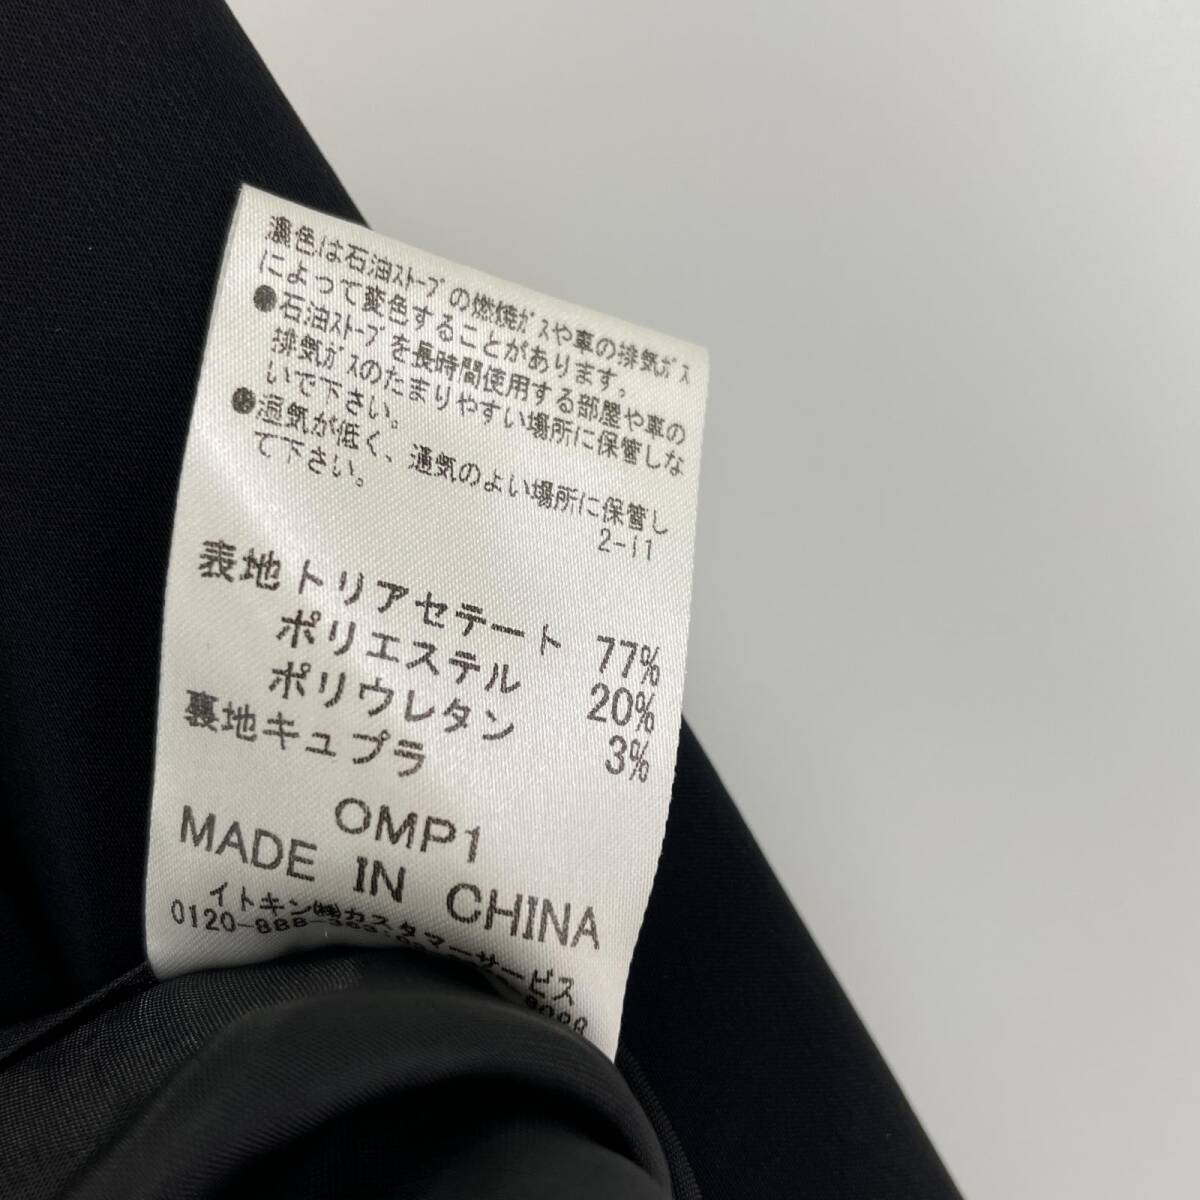 濃色は石油ストーブの燃焼ガスや車の排気ガス
によって変色することがあります。
●石油ストーブを長時間使用する部屋や車の
排気ガスのたまりやすい場所に保管しな
いで下さい。
●湿気が低く、通気のよい場所に保管し
て下さい。
2-11
表地トリアセテート 77%
ポリエステル 20%
ポリウレタン 3%
裏地キュプラ
OMP1
MADE IN CHINA
イトキン㈱カスタマーサービス
0120-888-363